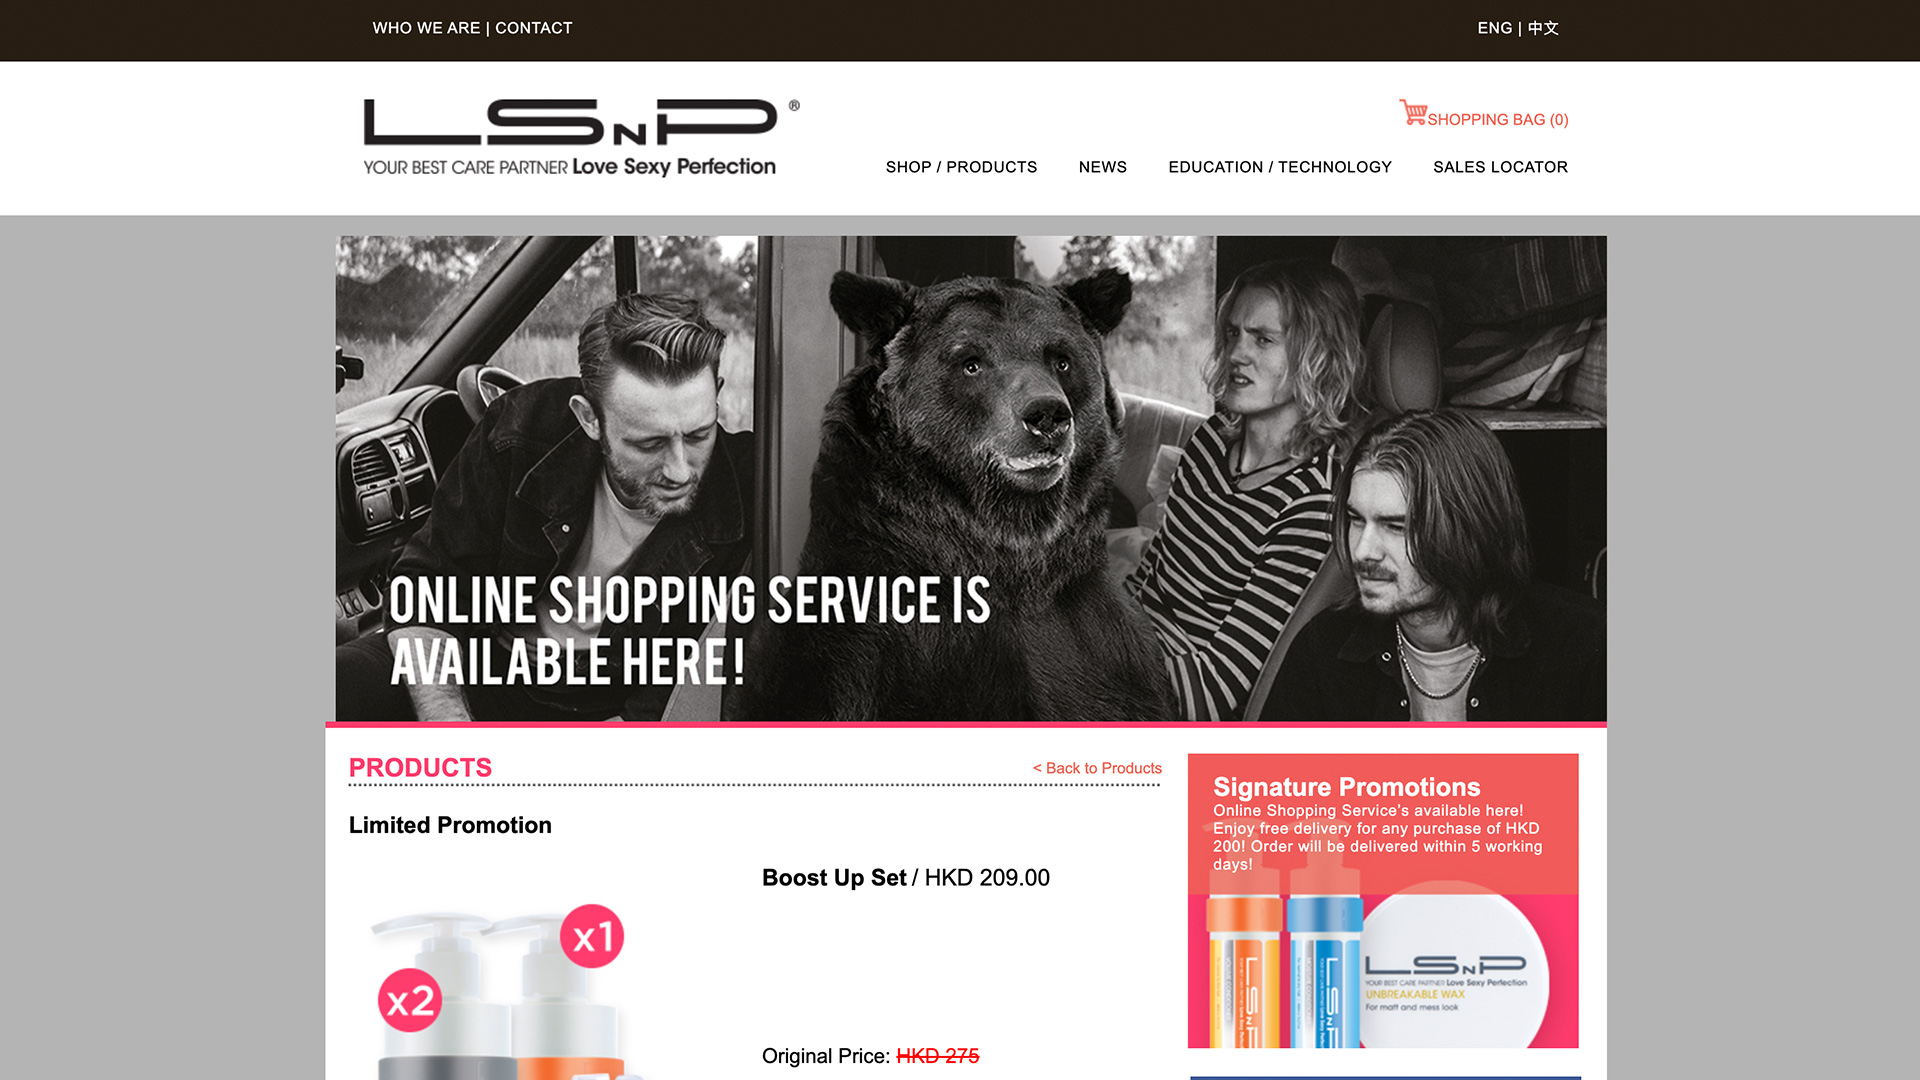 WHO WE ARE | CONTACT
ENG | 中文
LSNP ®
YOUR BEST CARE PARTNER Love Sexy Perfection
SHOPPING BAG (0)
SHOP / PRODUCTS
NEWS
EDUCATION / TECHNOLOGY
SALES LOCATOR
ONLINE SHOPPING SERVICE IS
AVAILABLE HERE!
PRODUCTS
< Back to Products
Limited Promotion
Boost Up Set / HKD 209.00
x1
x2
Original Price: HKD 275
Signature Promotions
Online Shopping Service's available here!
Enjoy free delivery for any purchase of HKD
200! Order will be delivered within 5 working
days!
LSNP
LSNP
LSNP
YOUR BEST CARE PARTNER Love Sexy Perfection
UNBREAKABLE WAX
For matt and mess look